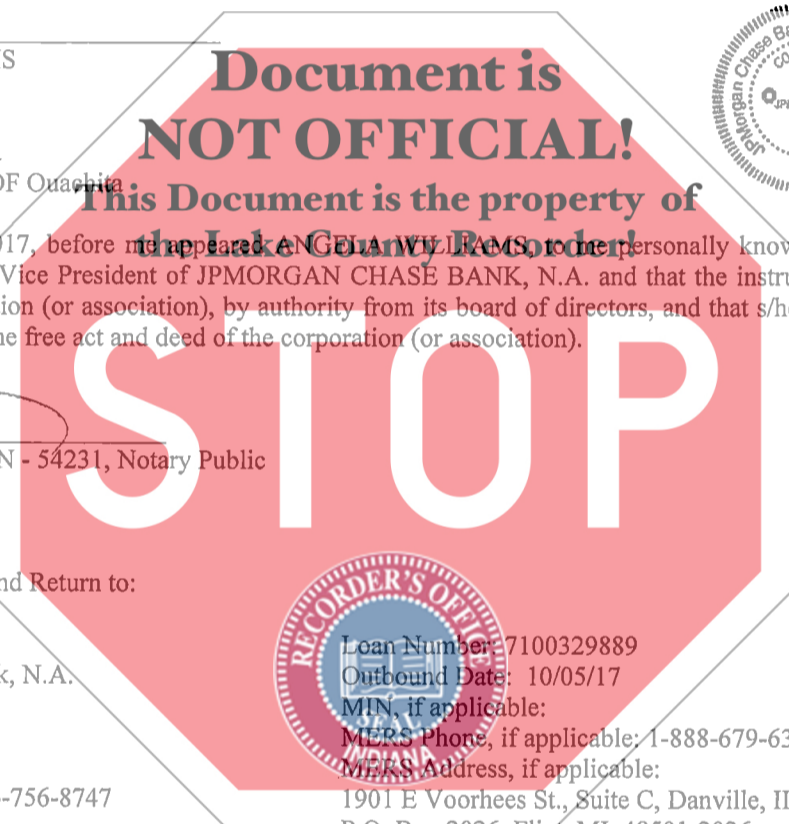 Document is
NOT OFFICIAL!
This Document is the property of
the Lake County Recorder!
OF Ouachita
17, before me appeared ANGELA WILLIAMS, to me personally know
Vice President of JPMORGAN CHASE BANK, N.A. and that the instru
ion (or association), by authority from its board of directors, and that s/he
he free act and deed of the corporation (or association).
JPMorgan Chase Ba
STOP
N - 54231, Notary Public
nd Return to:
RECORDER'S OFFICE
SEAL
INDIANA
Loan Number: 7100329889
Outbound Date: 10/05/17
k, N.A.
MIN, if applicable:
MERS Phone, if applicable: 1-888-679-63
MERS Address, if applicable:
-756-8747
1901 E Voorhees St., Suite C, Danville, Il